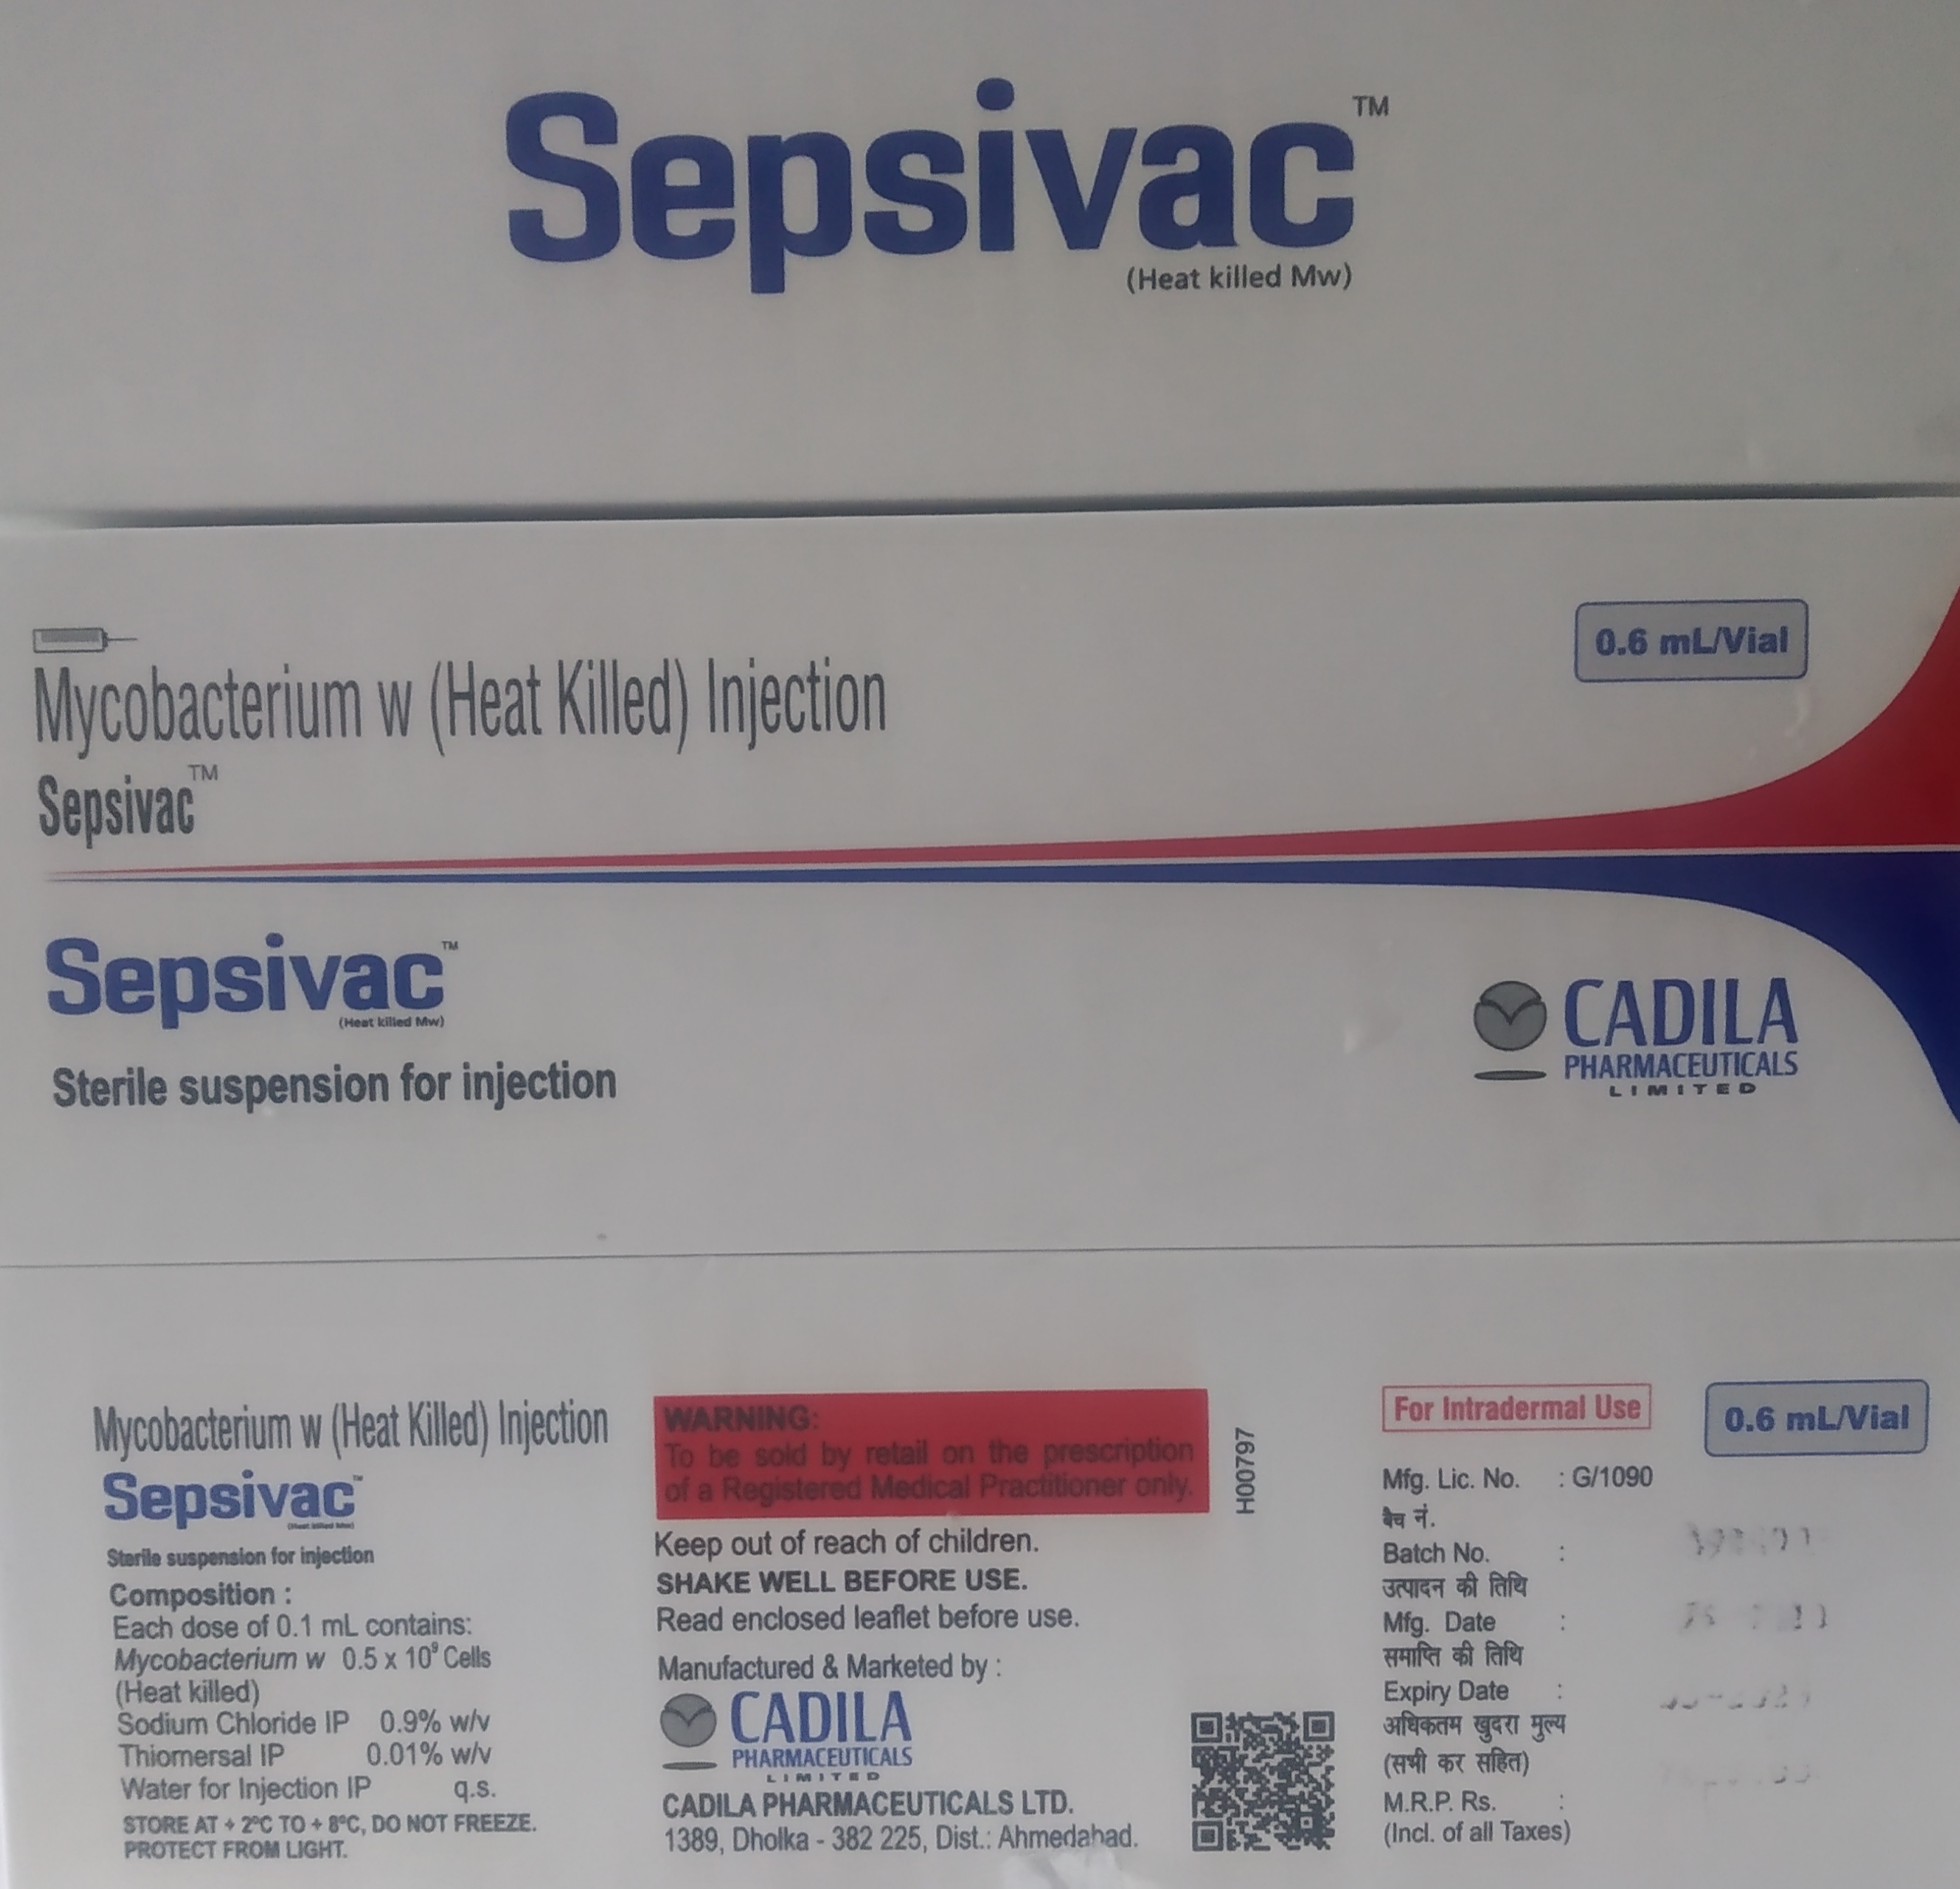 Sepsivac™
(Heat killed Mw)
Mycobacterium w (Heat Killed) Injection
Sepsivac™
0.6 mL/Vial
Sepsivac™
(Heat killed Mw)
Sterile suspension for injection
CADILA
PHARMACEUTICALS
LIMITED
Mycobacterium w (Heat Killed) Injection
Sepsivac™
(Heat killed Mw)
Sterile suspension for injection
Composition :
Each dose of 0.1 mL contains:
Mycobacterium w 0.5 x 10⁹ Cells
(Heat killed)
Sodium Chloride IP 0.9% w/v
Thiomersal IP 0.01% w/v
Water for Injection IP q.s.
STORE AT + 2ºC TO + 8ºC, DO NOT FREEZE.
PROTECT FROM LIGHT.
WARNING:
To be sold by retail on the prescription
of a Registered Medical Practitioner only.
Keep out of reach of children.
SHAKE WELL BEFORE USE.
Read enclosed leaflet before use.
Manufactured & Marketed by :
CADILA
PHARMACEUTICALS
LIMITED
CADILA PHARMACEUTICALS LTD.
1389, Dholka - 382 225, Dist.: Ahmedabad.
H00797
For Intradermal Use
0.6 mL/Vial
Mfg. Lic. No. : G/1090
बैच नं.
Batch No. :
उत्पादन की तिथि
Mfg. Date :
समाप्ति की तिथि
Expiry Date :
अधिकतम खुदरा मुल्य
(सभी कर सहित)
M.R.P. Rs. :
(Incl. of all Taxes)